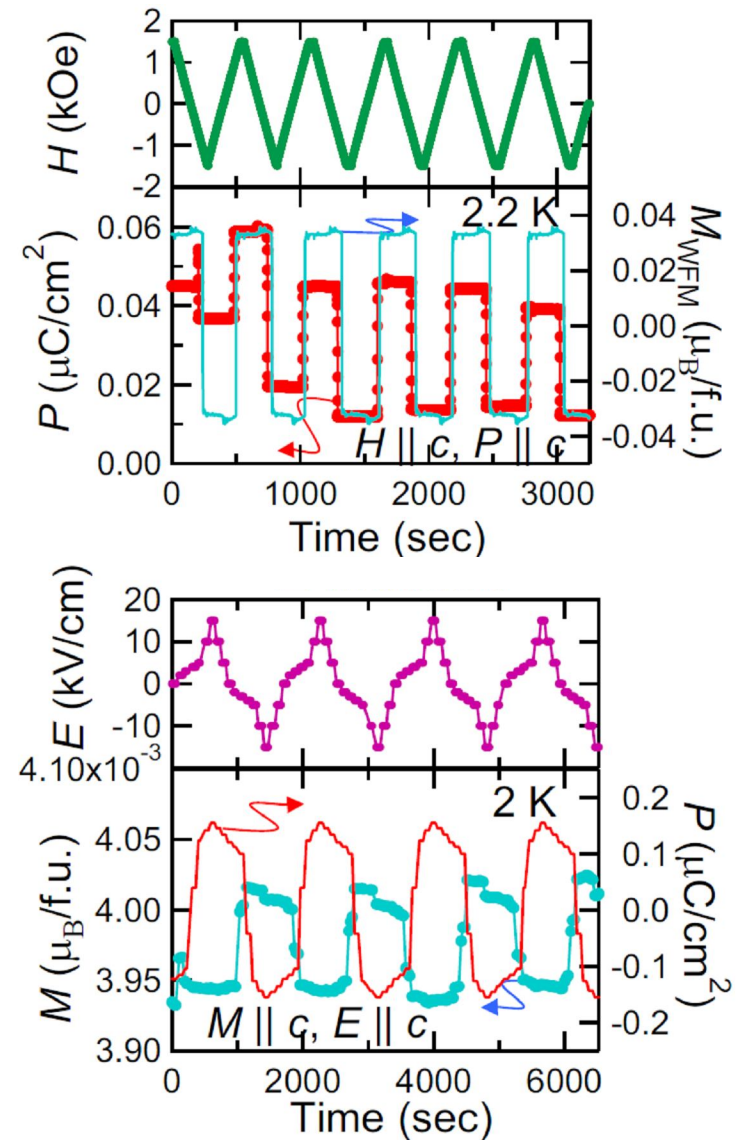 2
1
0
-1
-2
H (kOe)
2.2 K
0.06
0.04
0.02
0.00
P (μC/cm²)
0.04
0.02
0.00
-0.02
-0.04
M_WFM (μ_B/f.u.)
H || c, P || c
0 1000 2000 3000
Time (sec)
20
10
0
-10
E (kV/cm)
4.10x10⁻³
4.05
4.00
3.95
3.90
M (μ_B/f.u.)
2 K
0.2
0.1
0.0
-0.1
-0.2
P (μC/cm²)
M || c, E || c
0 2000 4000 6000
Time (sec)